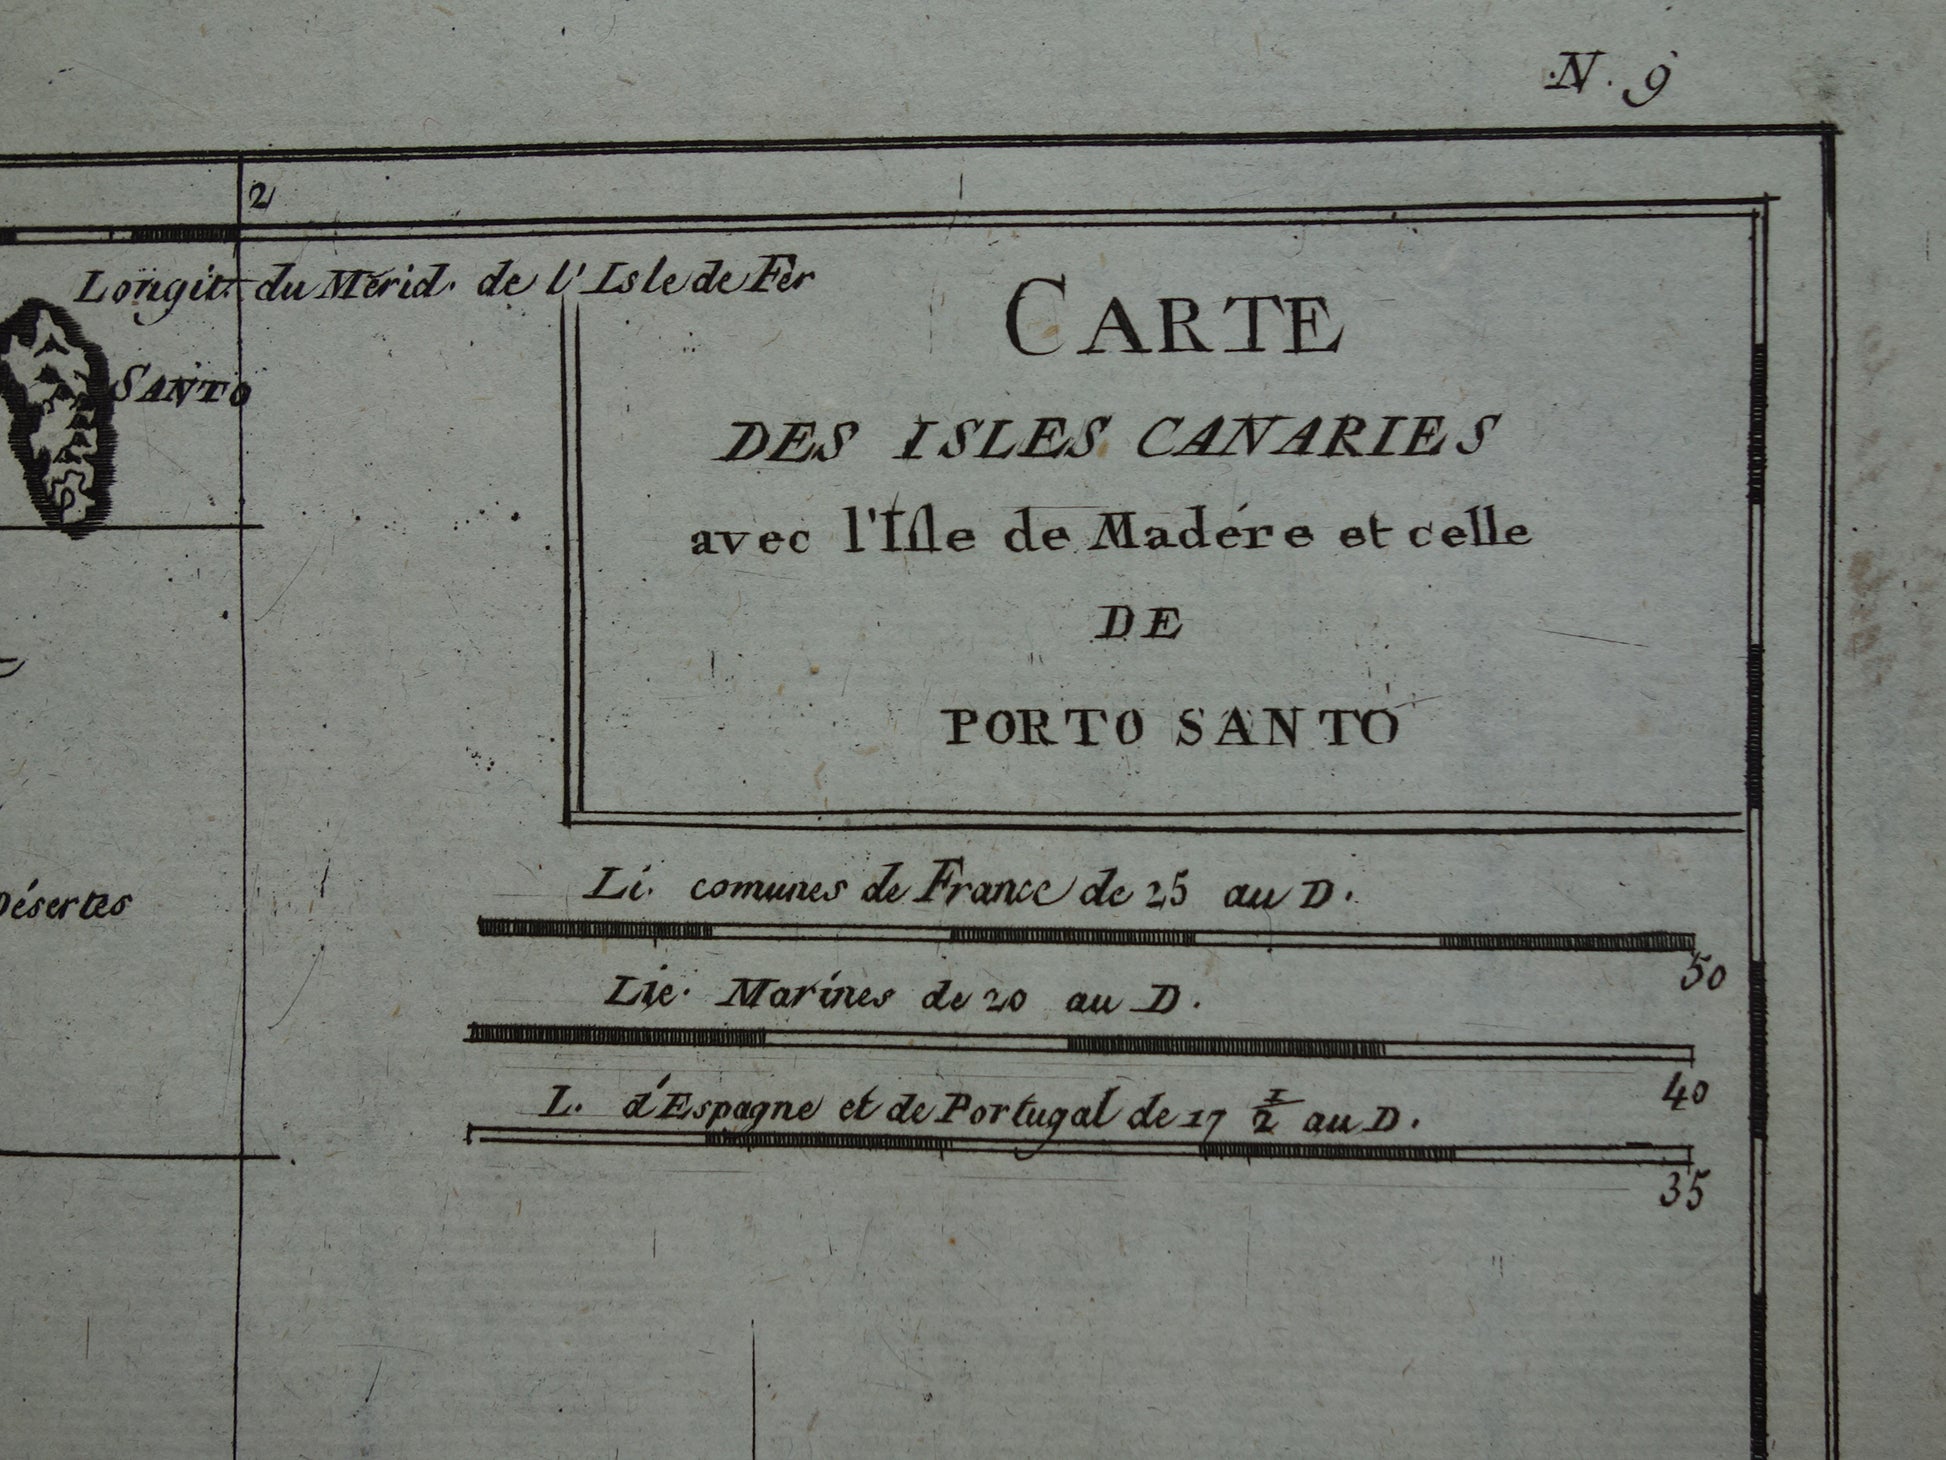 N. 9
2
Longit. du Mérid. de l'Isle de Fer
CARTE
SANTO
DES ISLES CANARIES
avec l'Iſle de Madére et celle
DE
PORTO SANTO
Li. comunes de France de 25 au D.
Désertes
50
Lie. Marines de 20 au D.
40
L. d'Espagne et de Portugal de 17 1/2 au D.
35